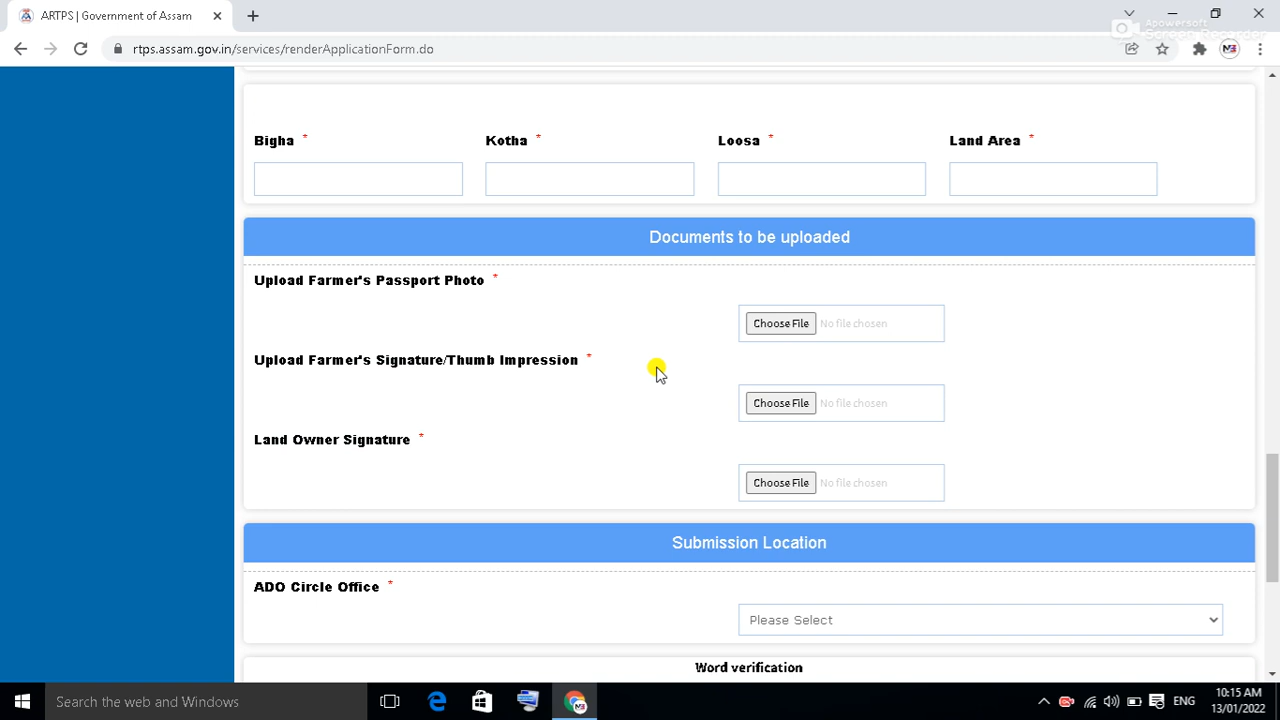 ARTPS | Government of Assam
Apowersoft
Screen Recorder
rtps.assam.gov.in/services/renderApplicationForm.do
Bigha * Kotha * Loosa * Land Area *
Documents to be uploaded
Upload Farmer's Passport Photo *
Choose File No file chosen
Upload Farmer's Signature/Thumb Impression *
Choose File No file chosen
Land Owner Signature *
Choose File No file chosen
Submission Location
ADO Circle Office *
Please Select
Word verification
Search the web and Windows
ENG
10:15 AM
13/01/2022